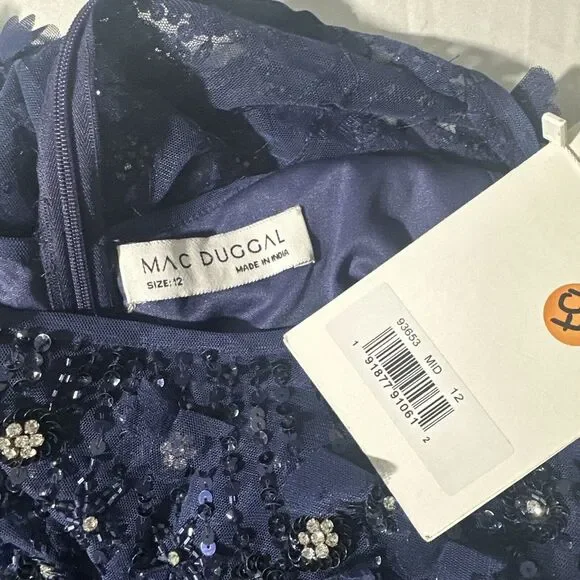 MAC DUGGAL
SIZE: 12 MADE IN INDIA
93653 MID 12
1 91877 91061 2